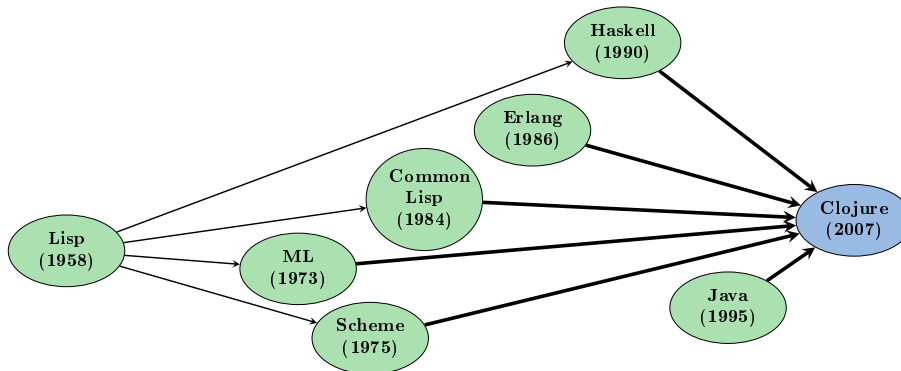 Haskell
(1990)
Erlang
(1986)
Common
Lisp
(1984)
Clojure
(2007)
Lisp
(1958)
ML
(1973)
Java
(1995)
Scheme
(1975)